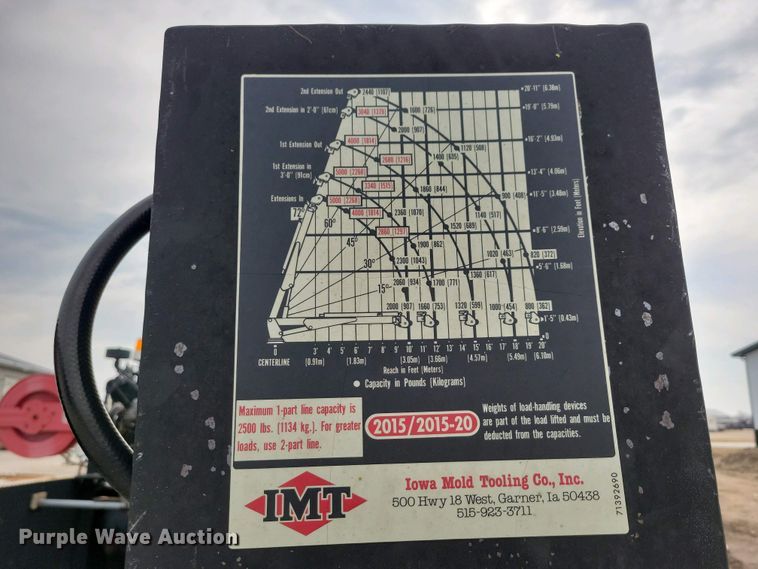 2nd Extension Out
2440 (1107)
20'-11" (6.38m)
2nd Extension in 2'-0" (61cm)
3040 (1379)
1600 (726)
19'-0" (5.79m)
2000 (907)
1st Extension Out
4000 (1814)
16'-2" (4.93m)
2680 (1216)
1400 (635)
1120 (508)
1st Extension in
3'-0" (91cm)
5000 (2268)
13'-4" (4.06m)
3340 (1515)
1860 (844)
900 (408)
11'-5" (3.48m)
Extensions In
5000 (2268)
4000 (1814)
2360 (1070)
1140 (517)
60°
1520 (689)
8'-6" (2.59m)
2860 (1297)
45°
1900 (862)
30°
2300 (1043)
1020 (463)
820 (372)
1360 (617)
5'-6" (1.68m)
15°
2060 (934)
1700 (771)
2000 (907)
1660 (753)
1320 (599)
1000 (454)
800 (362)
1'-5" (0.43m)
Elevation in Feet (Meters)
0
0 3' 4' 5' 6' 7' 8' 9' 10' 11' 12' 13' 14' 15' 16' 17' 18' 19' 20'
CENTERLINE (0.91m) (1.83m) (3.05m) (3.66m) (4.57m) (5.49m) (6.10m)
Reach in Feet (Meters)
Capacity in Pounds (Kilograms)
Maximum 1-part line capacity is
2500 lbs. (1134 kg.). For greater
loads, use 2-part line.
2015/2015-20
Weights of load-handling devices
are part of the load lifted and must be
deducted from the capacities.
IMT
Iowa Mold Tooling Co., Inc.
500 Hwy 18 West, Garner, Ia 50438
515-923-3711
71392690
Purple Wave Auction